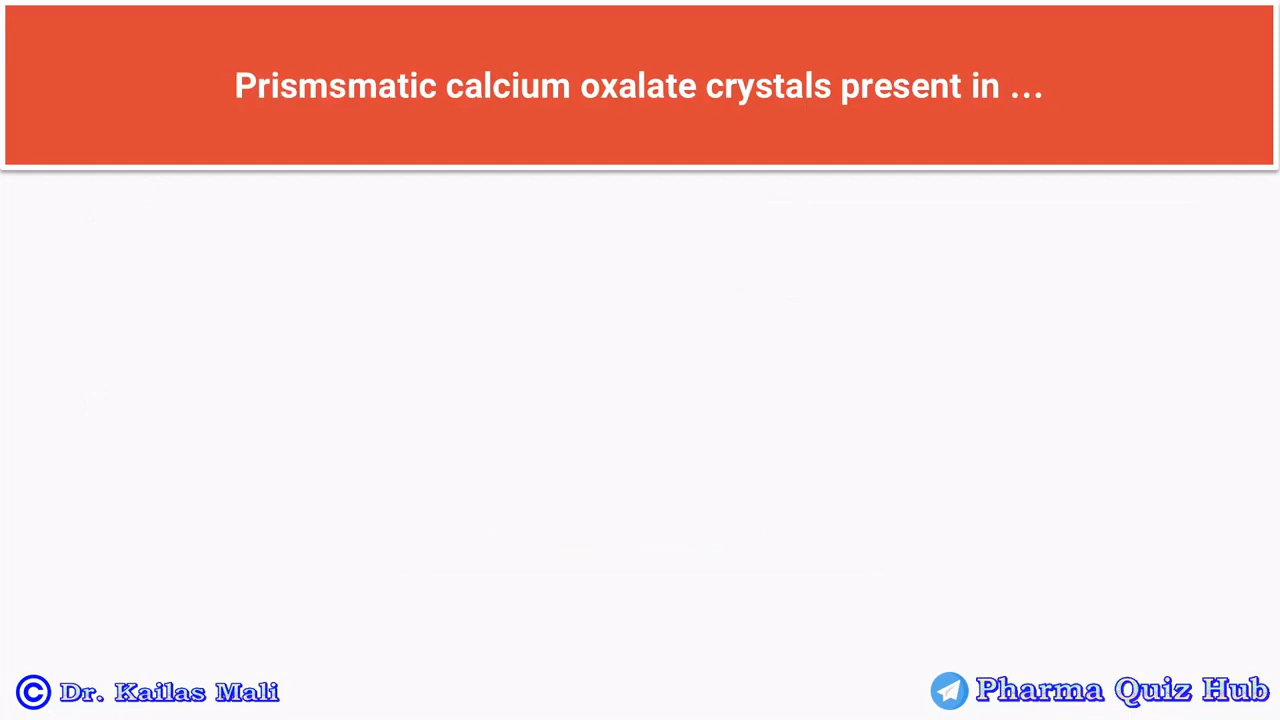 Prismsmatic calcium oxalate crystals present in ...
© Dr. Kailas Mali
Pharma Quiz Hub